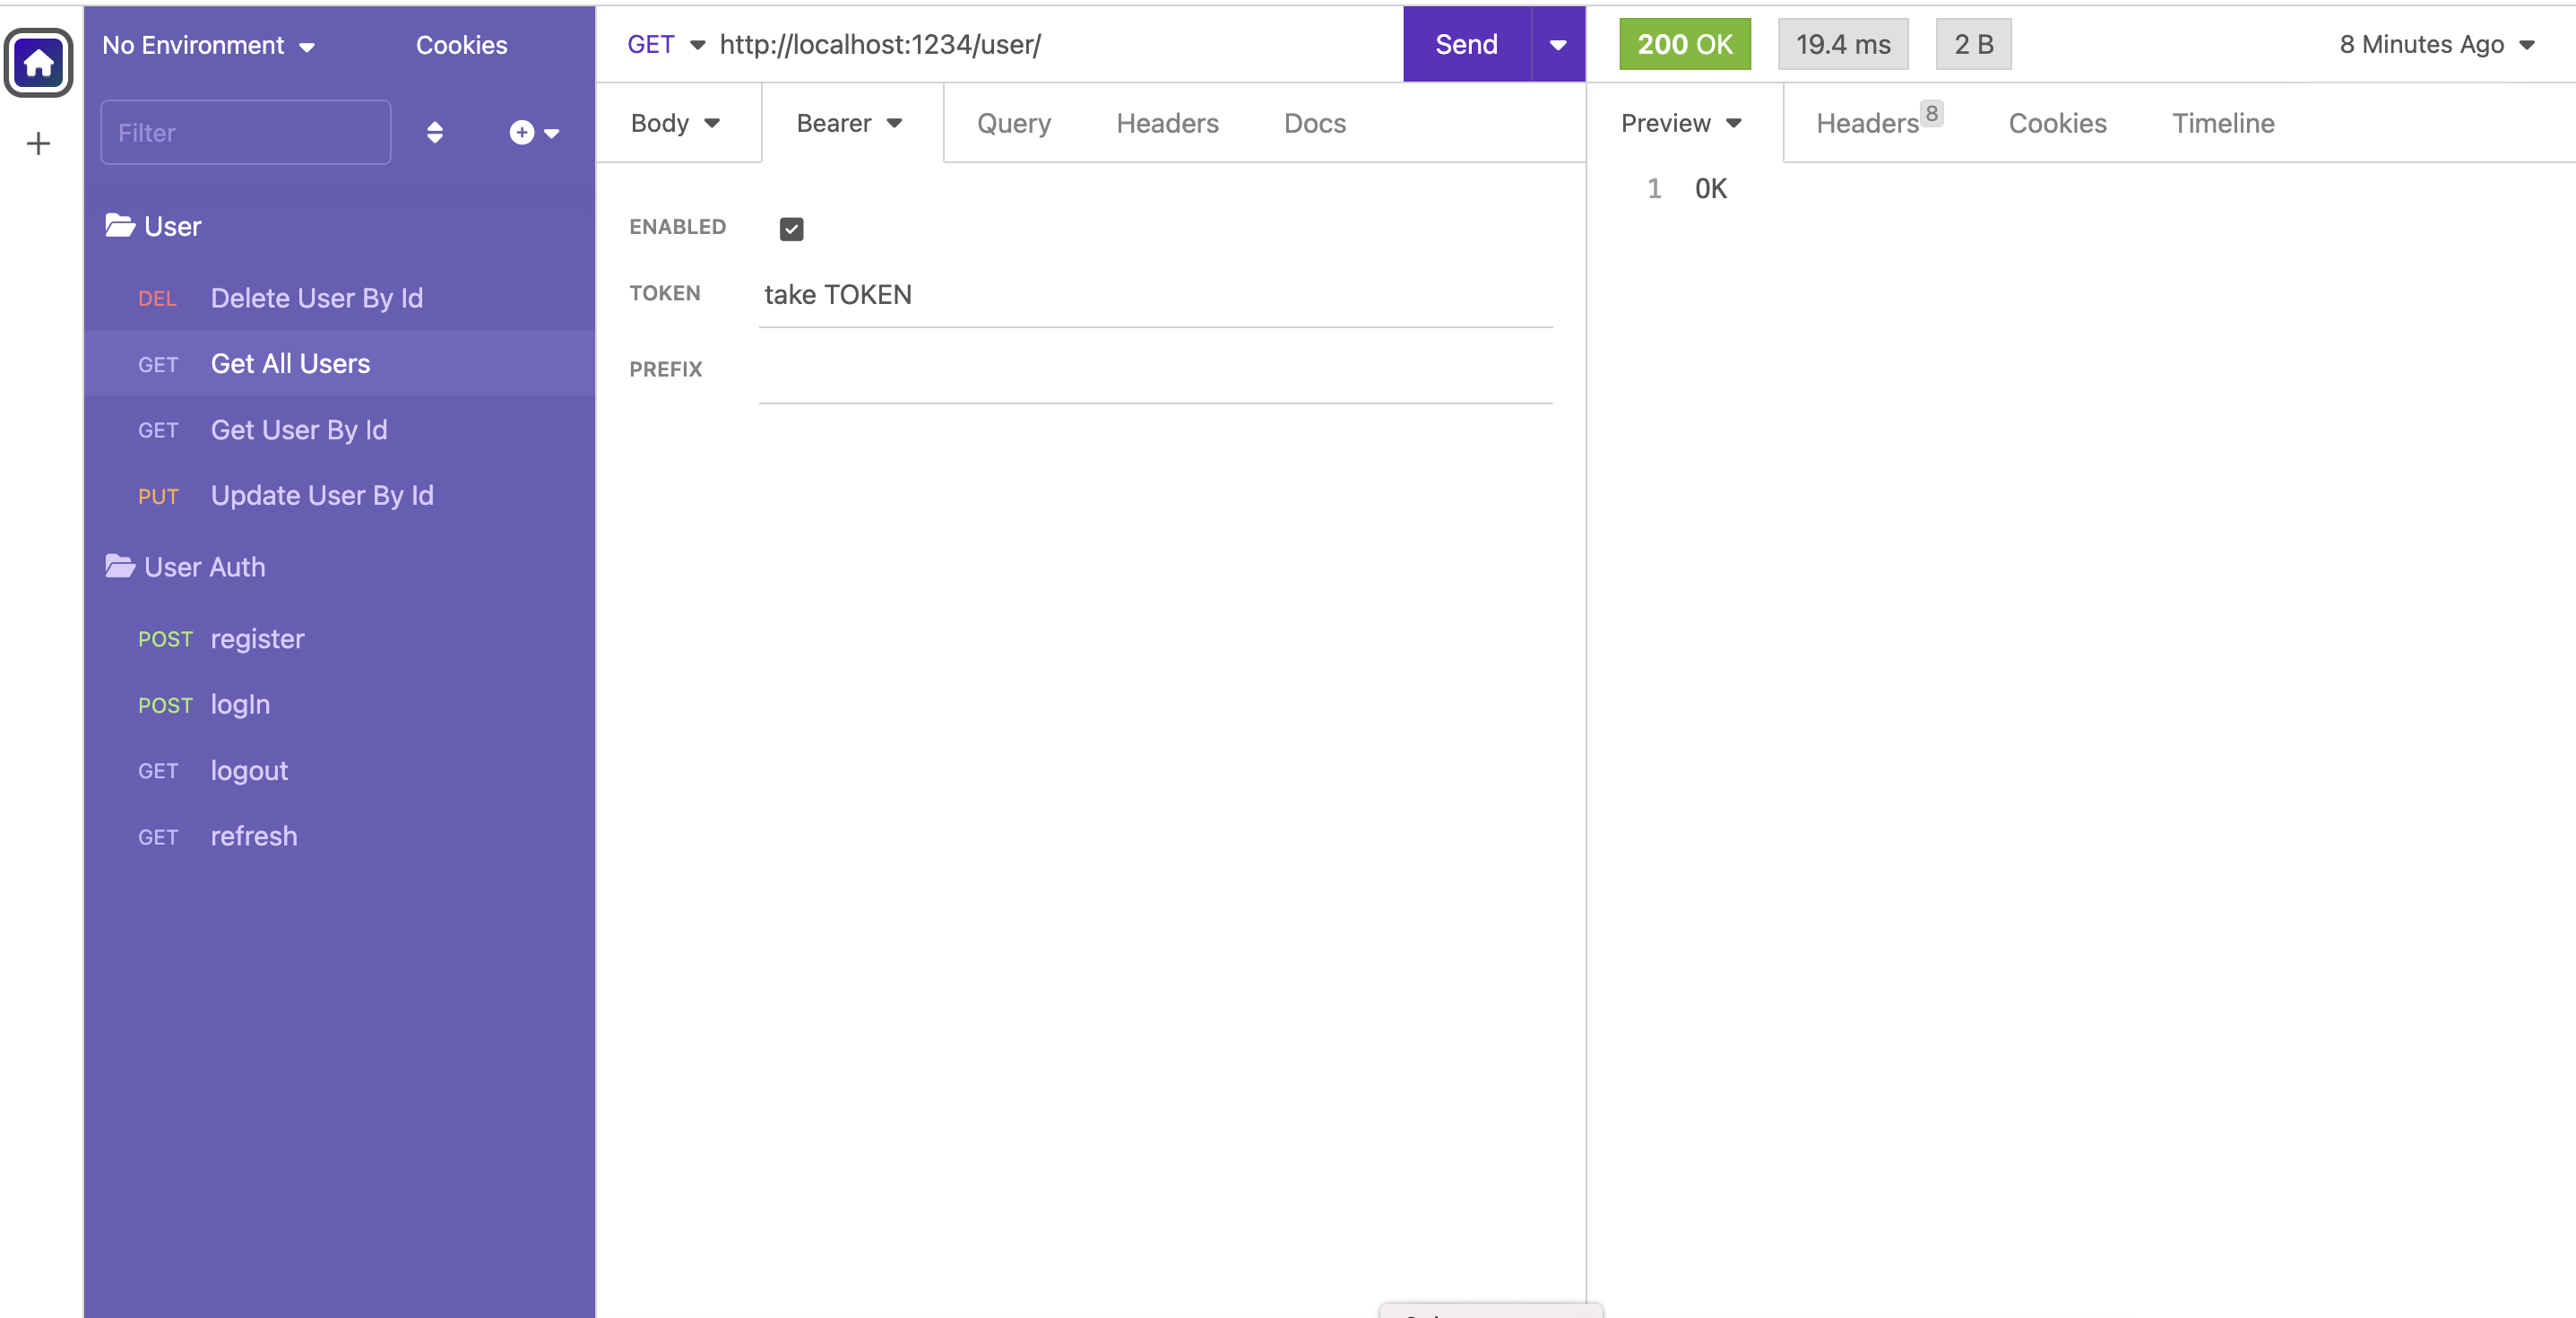 No Environment Cookies
Filter
User
DEL Delete User By Id
GET Get All Users
GET Get User By Id
PUT Update User By Id
User Auth
POST register
POST logIn
GET logout
GET refresh
GET http://localhost:1234/user/ Send
Body Bearer Query Headers Docs
ENABLED
TOKEN take TOKEN
PREFIX
200 OK 19.4 ms 2 B 8 Minutes Ago
Preview Headers 8 Cookies Timeline
1 OK